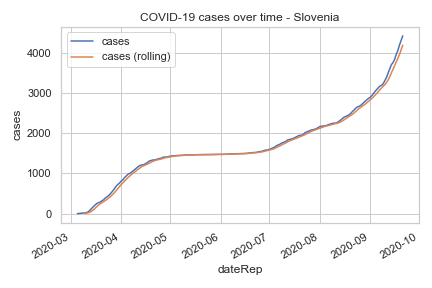 COVID-19 cases over time - Slovenia
cases
cases (rolling)
4000
3000
2000
1000
0
cases
2020-03
2020-04
2020-05
2020-06
2020-07
2020-08
2020-09
2020-10
dateRep